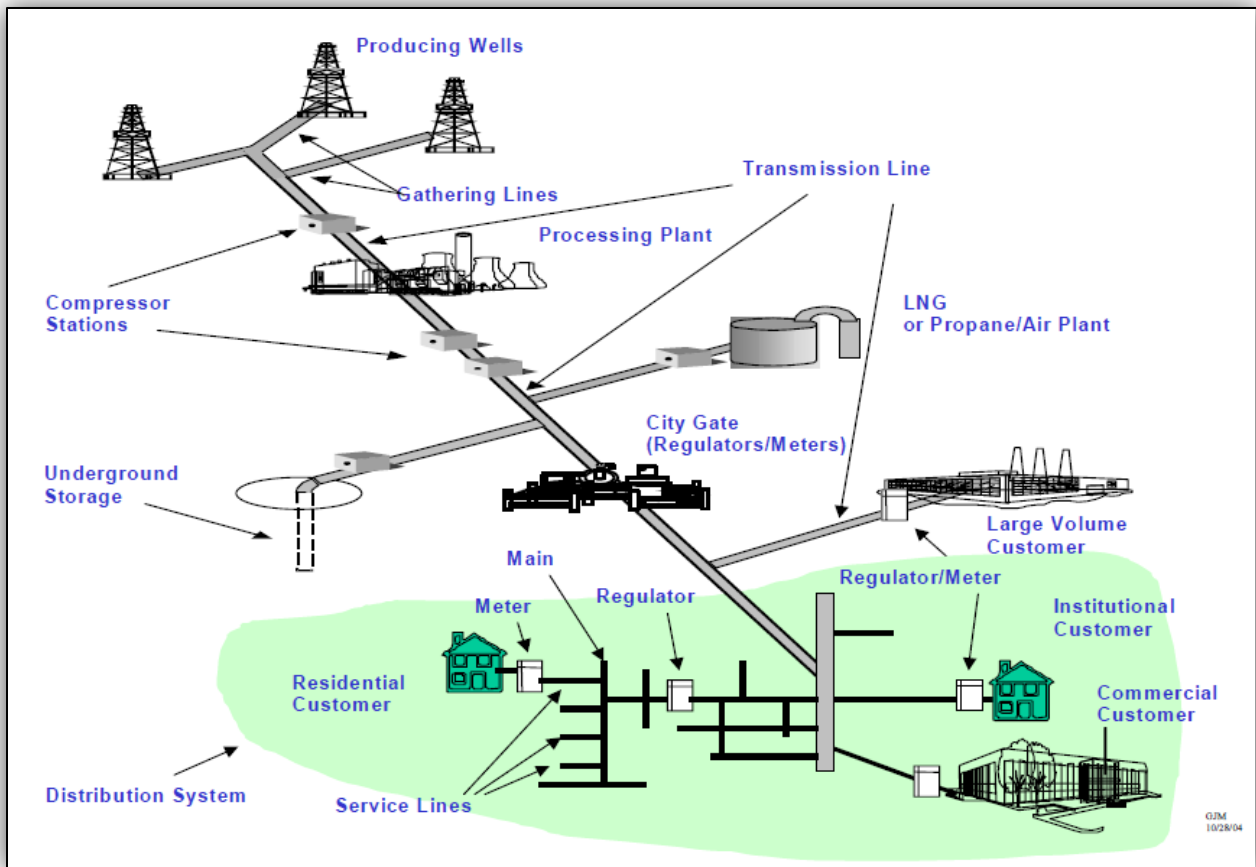 Producing Wells
Gathering Lines
Transmission Line
Processing Plant
Compressor
Stations
LNG
or Propane/Air Plant
City Gate
(Regulators/Meters)
Underground
Storage
Large Volume
Customer
Main
Regulator/Meter
Meter
Regulator
Institutional
Customer
Residential
Customer
Commercial
Customer
Distribution System
Service Lines
GJM
10/28/04